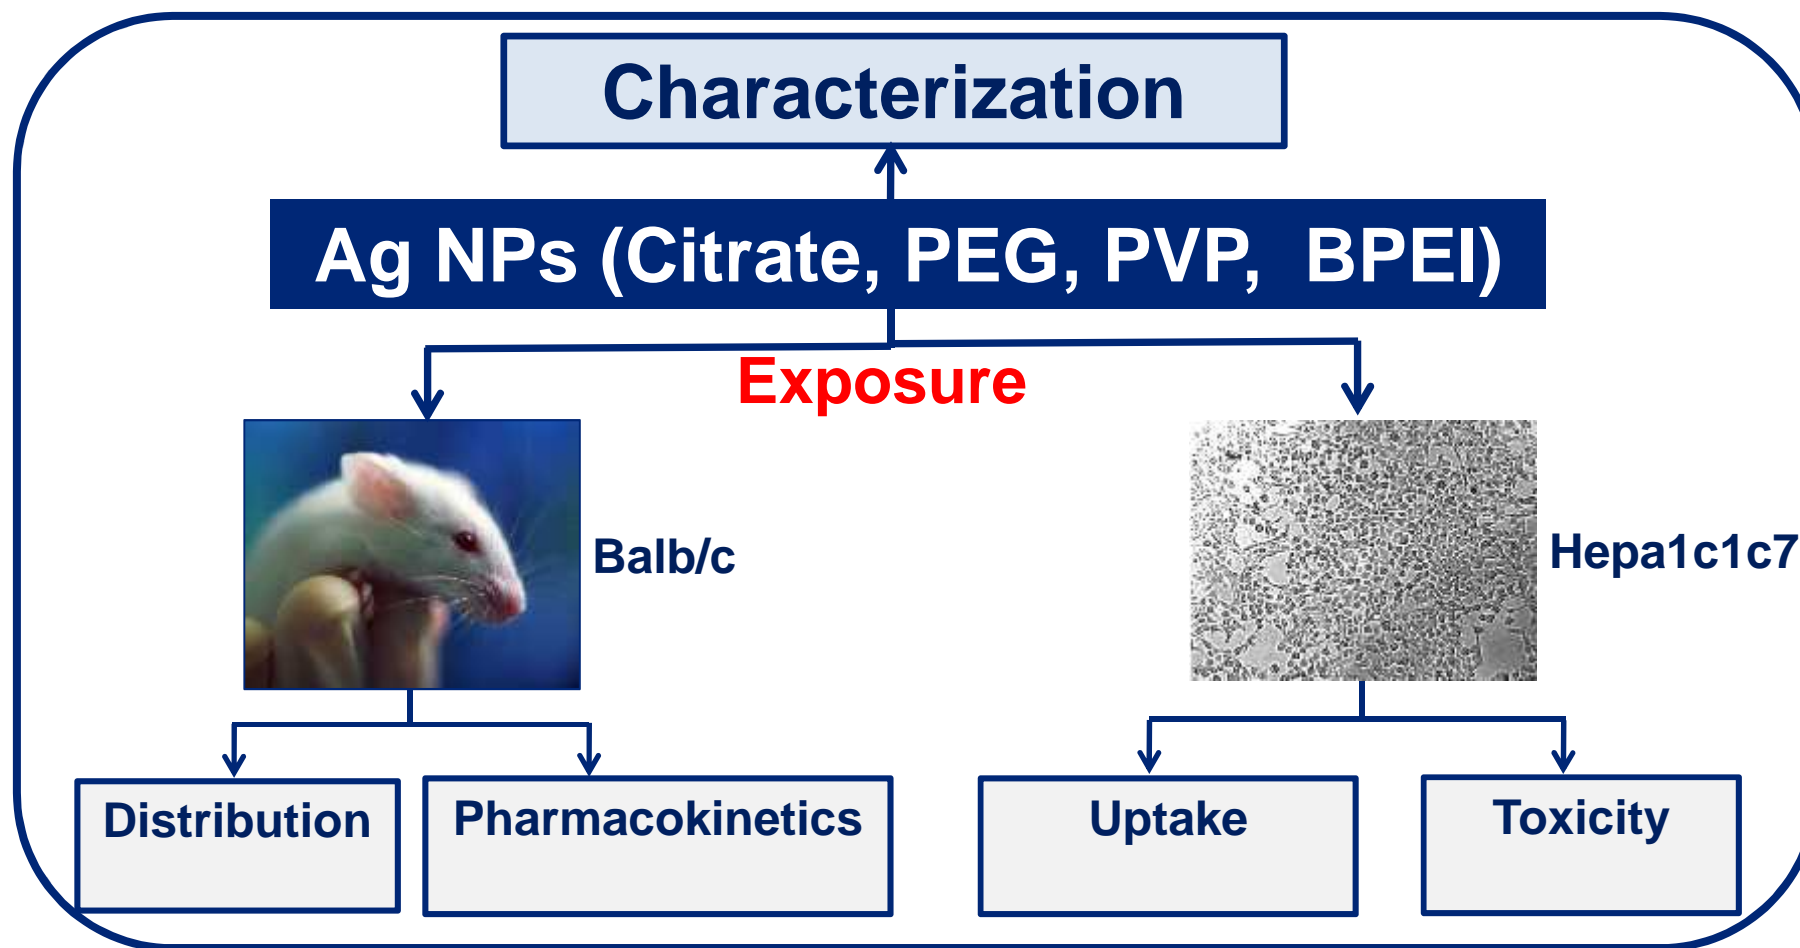 Characterization
Ag NPs (Citrate, PEG, PVP, BPEI)
Exposure
Balb/c
Hepa1c1c7
Distribution
Pharmacokinetics
Uptake
Toxicity